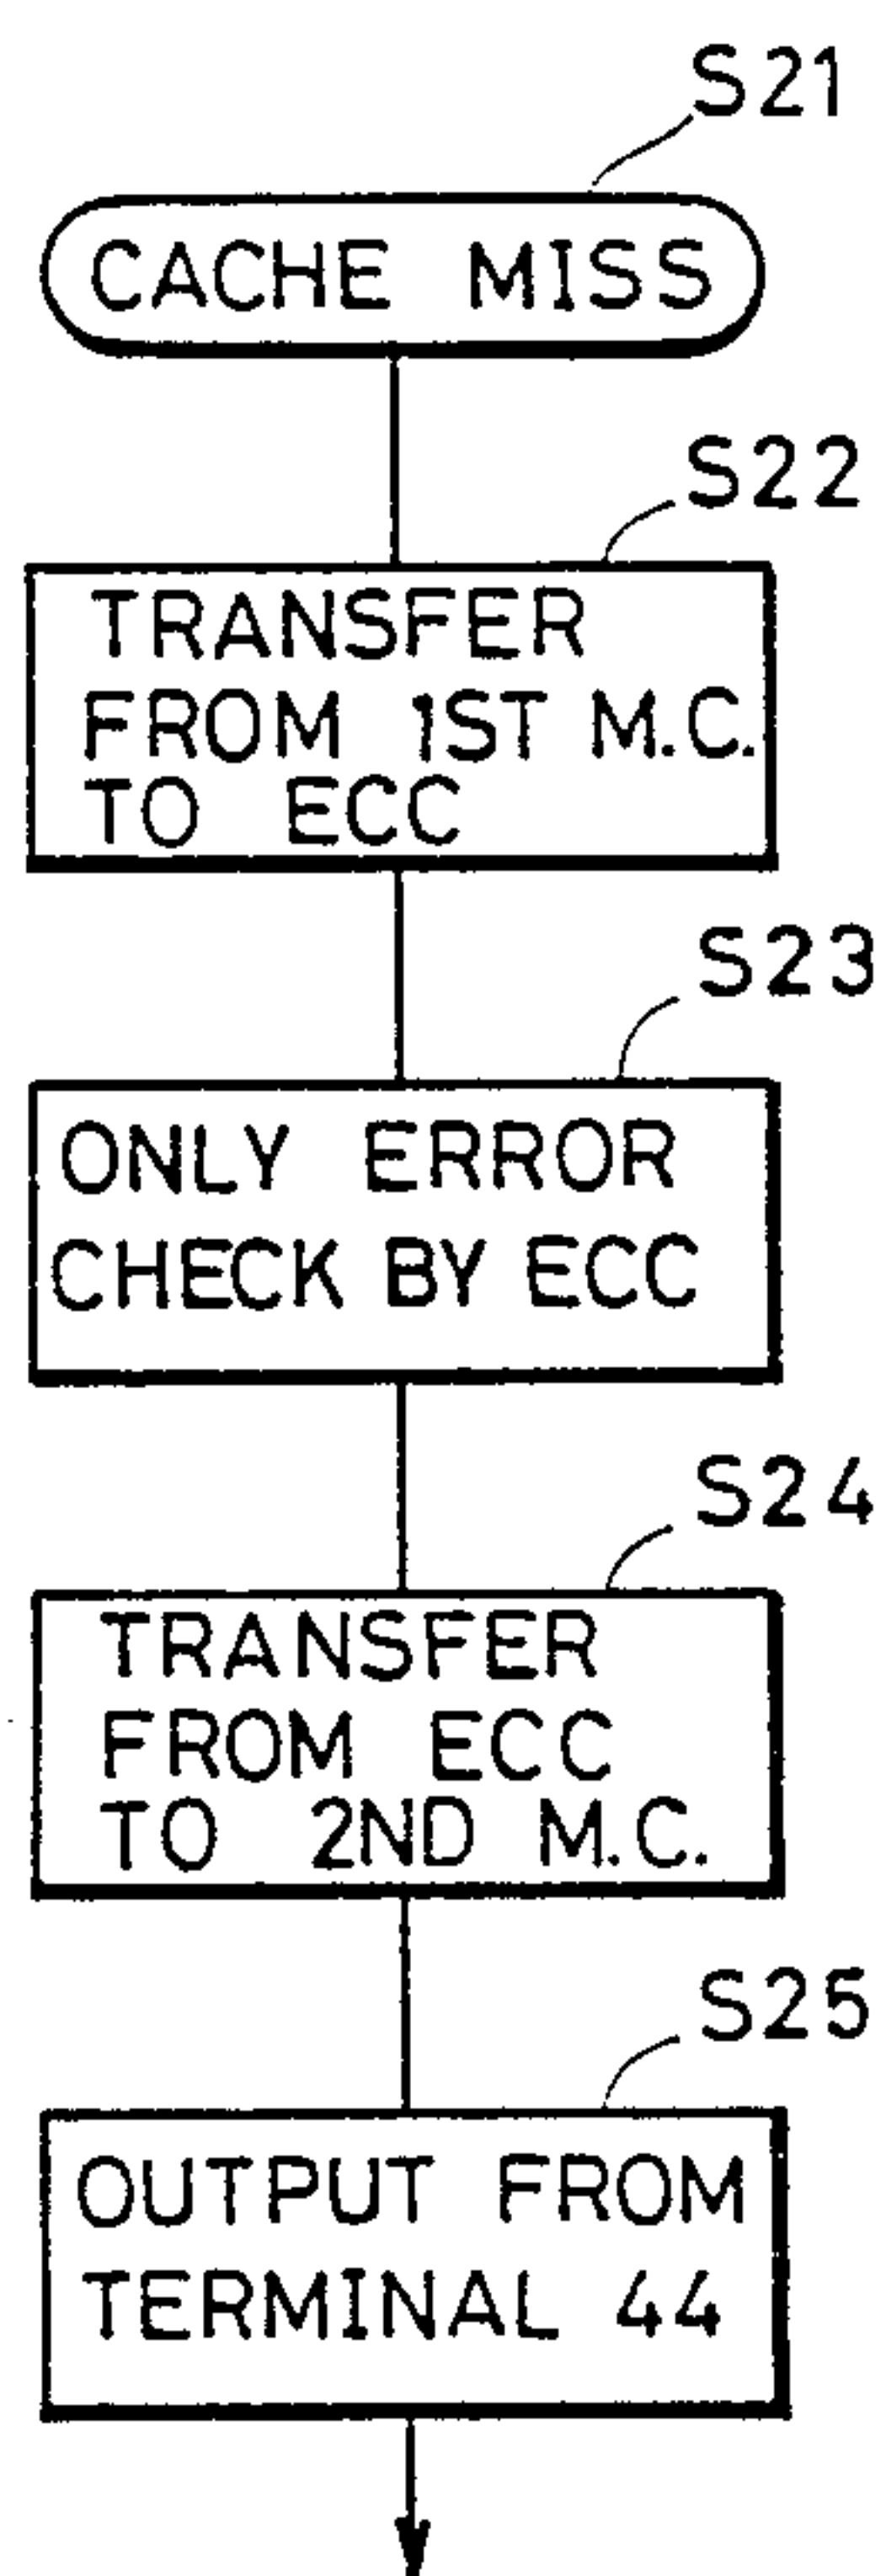 S21
CACHE MISS
S22
TRANSFER
FROM 1ST M.C.
TO ECC
S23
ONLY ERROR
CHECK BY ECC
S24
TRANSFER
FROM ECC
TO 2ND M.C.
S25
OUTPUT FROM
TERMINAL 44